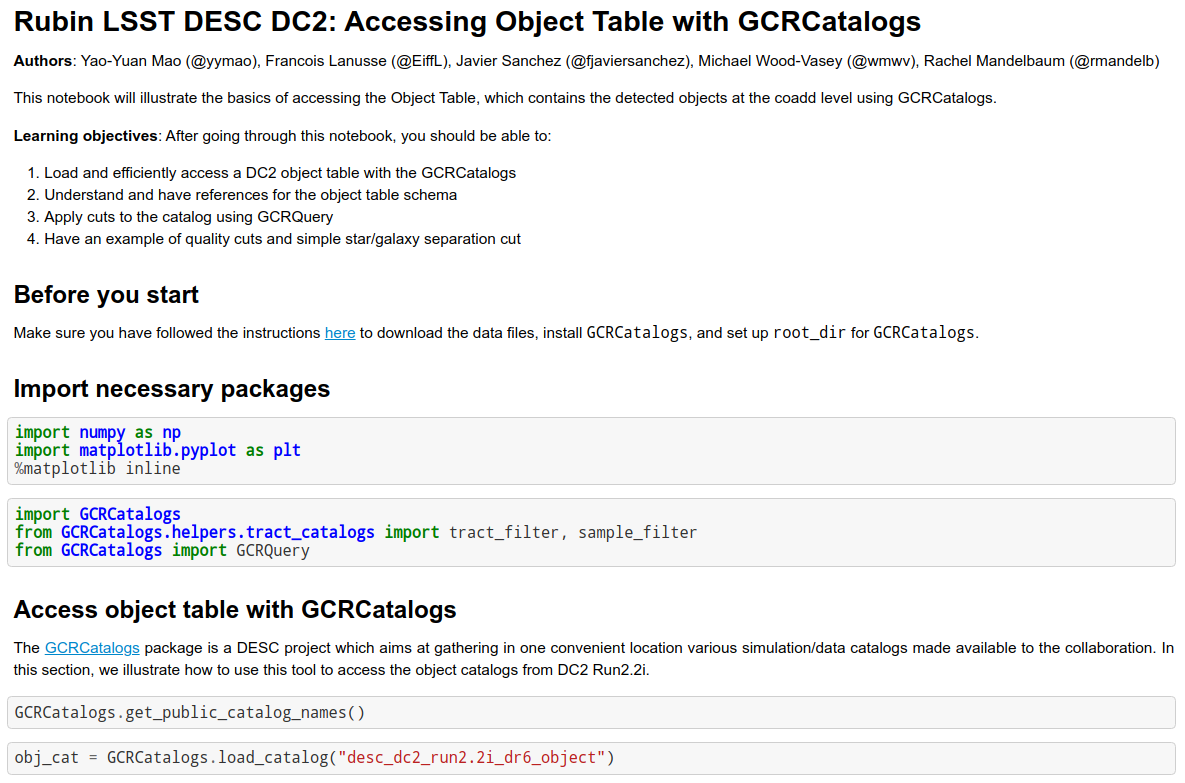 Rubin LSST DESC DC2: Accessing Object Table with GCRCatalogs
Authors: Yao-Yuan Mao (@yymao), Francois Lanusse (@EiffL), Javier Sanchez (@fjaviersanchez), Michael Wood-Vasey (@wmwv), Rachel Mandelbaum (@rmandelb)
This notebook will illustrate the basics of accessing the Object Table, which contains the detected objects at the coadd level using GCRCatalogs.
Learning objectives: After going through this notebook, you should be able to:
1. Load and efficiently access a DC2 object table with the GCRCatalogs
2. Understand and have references for the object table schema
3. Apply cuts to the catalog using GCRQuery
4. Have an example of quality cuts and simple star/galaxy separation cut
Before you start
Make sure you have followed the instructions here to download the data files, install GCRCatalogs, and set up root_dir for GCRCatalogs.
Import necessary packages
import numpy as np
import matplotlib.pyplot as plt
%matplotlib inline
import GCRCatalogs
from GCRCatalogs.helpers.tract_catalogs import tract_filter, sample_filter
from GCRCatalogs import GCRQuery
Access object table with GCRCatalogs
The GCRCatalogs package is a DESC project which aims at gathering in one convenient location various simulation/data catalogs made available to the collaboration. In
this section, we illustrate how to use this tool to access the object catalogs from DC2 Run2.2i.
GCRCatalogs.get_public_catalog_names()
obj_cat = GCRCatalogs.load_catalog("desc_dc2_run2.2i_dr6_object")